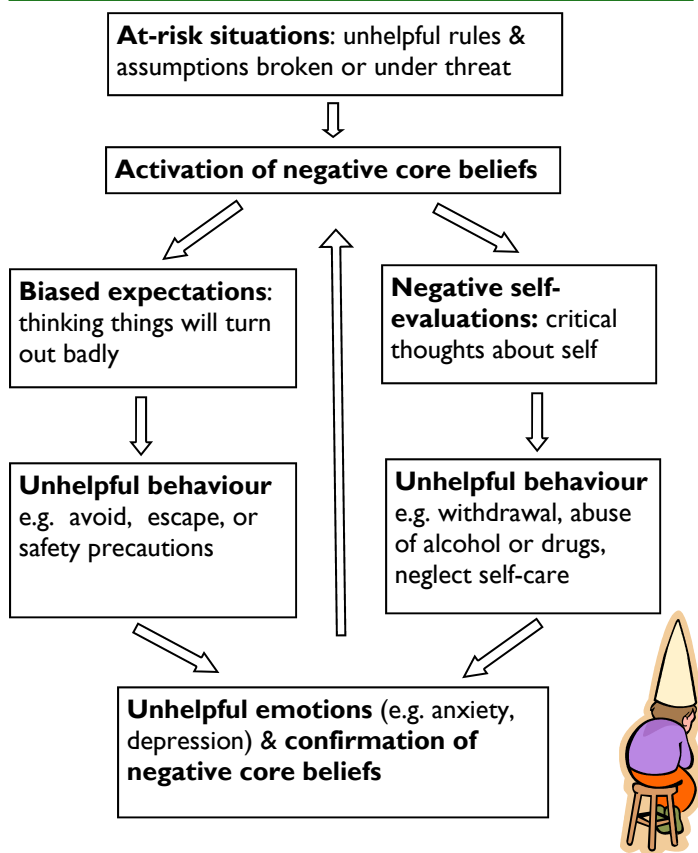 At-risk situations: unhelpful rules &
assumptions broken or under threat
Activation of negative core beliefs
Biased expectations:
thinking things will turn
out badly
Negative self-
evaluations: critical
thoughts about self
Unhelpful behaviour
e.g. avoid, escape, or
safety precautions
Unhelpful behaviour
e.g. withdrawal, abuse
of alcohol or drugs,
neglect self-care
Unhelpful emotions (e.g. anxiety,
depression) & confirmation of
negative core beliefs